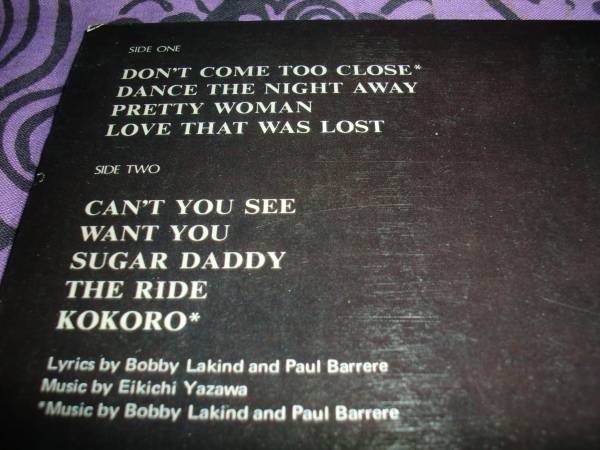 SIDE ONE
DON'T COME TOO CLOSE*
DANCE THE NIGHT AWAY
PRETTY WOMAN
LOVE THAT WAS LOST
SIDE TWO
CAN'T YOU SEE
WANT YOU
SUGAR DADDY
THE RIDE
KOKORO*
Lyrics by Bobby Lakind and Paul Barrere
Music by Eikichi Yazawa
*Music by Bobby Lakind and Paul Barrere